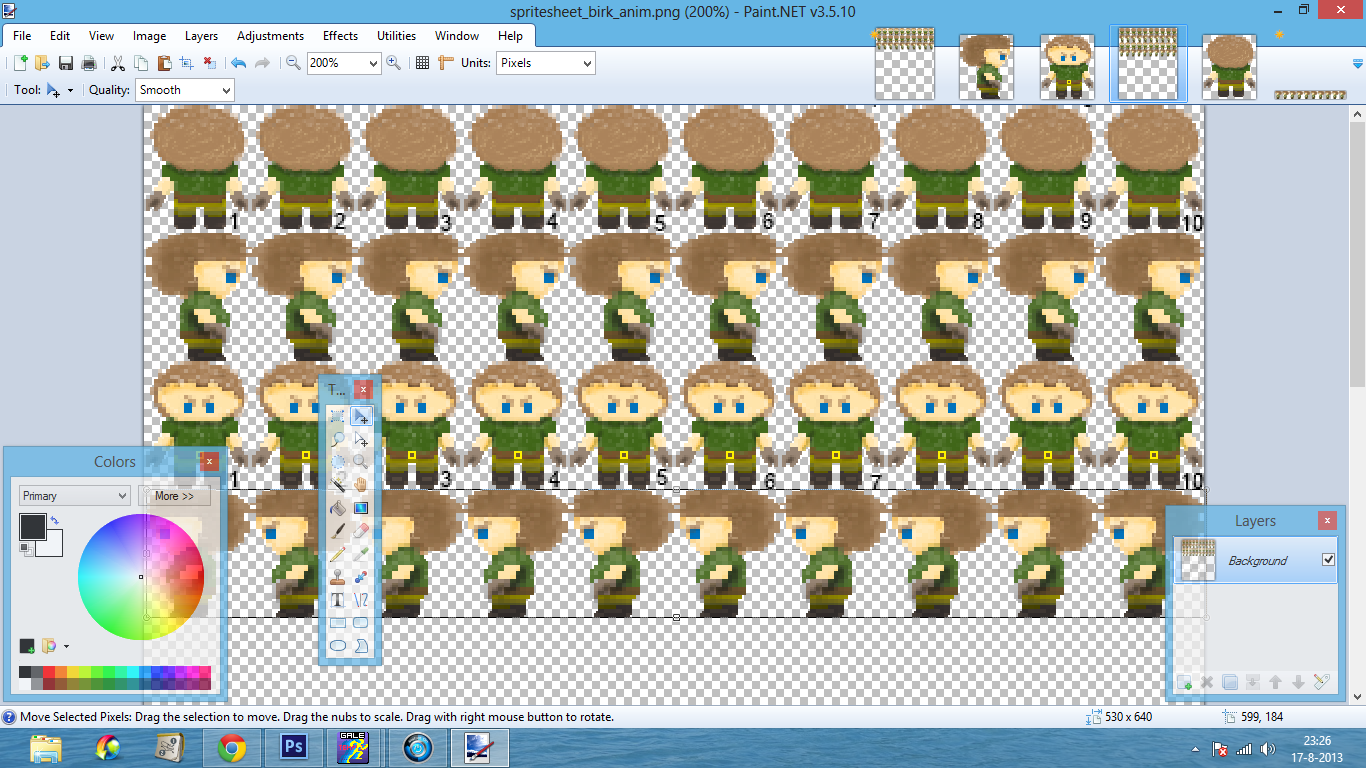 spritesheet_birk_anim.png (200%) - Paint.NET v3.5.10
File Edit View Image Layers Adjustments Effects Utilities Window Help
200% Units: Pixels
Tool: Quality: Smooth
1 2 3 4 5 6 7 8 9 10
T...
Colors
1 3 4 5 6 7 10
Primary More >>
Layers
Background
Move Selected Pixels: Drag the selection to move. Drag the nubs to scale. Drag with right mouse button to rotate.
530 x 640
599, 184
Ps
GALE
23:26
17-8-2013